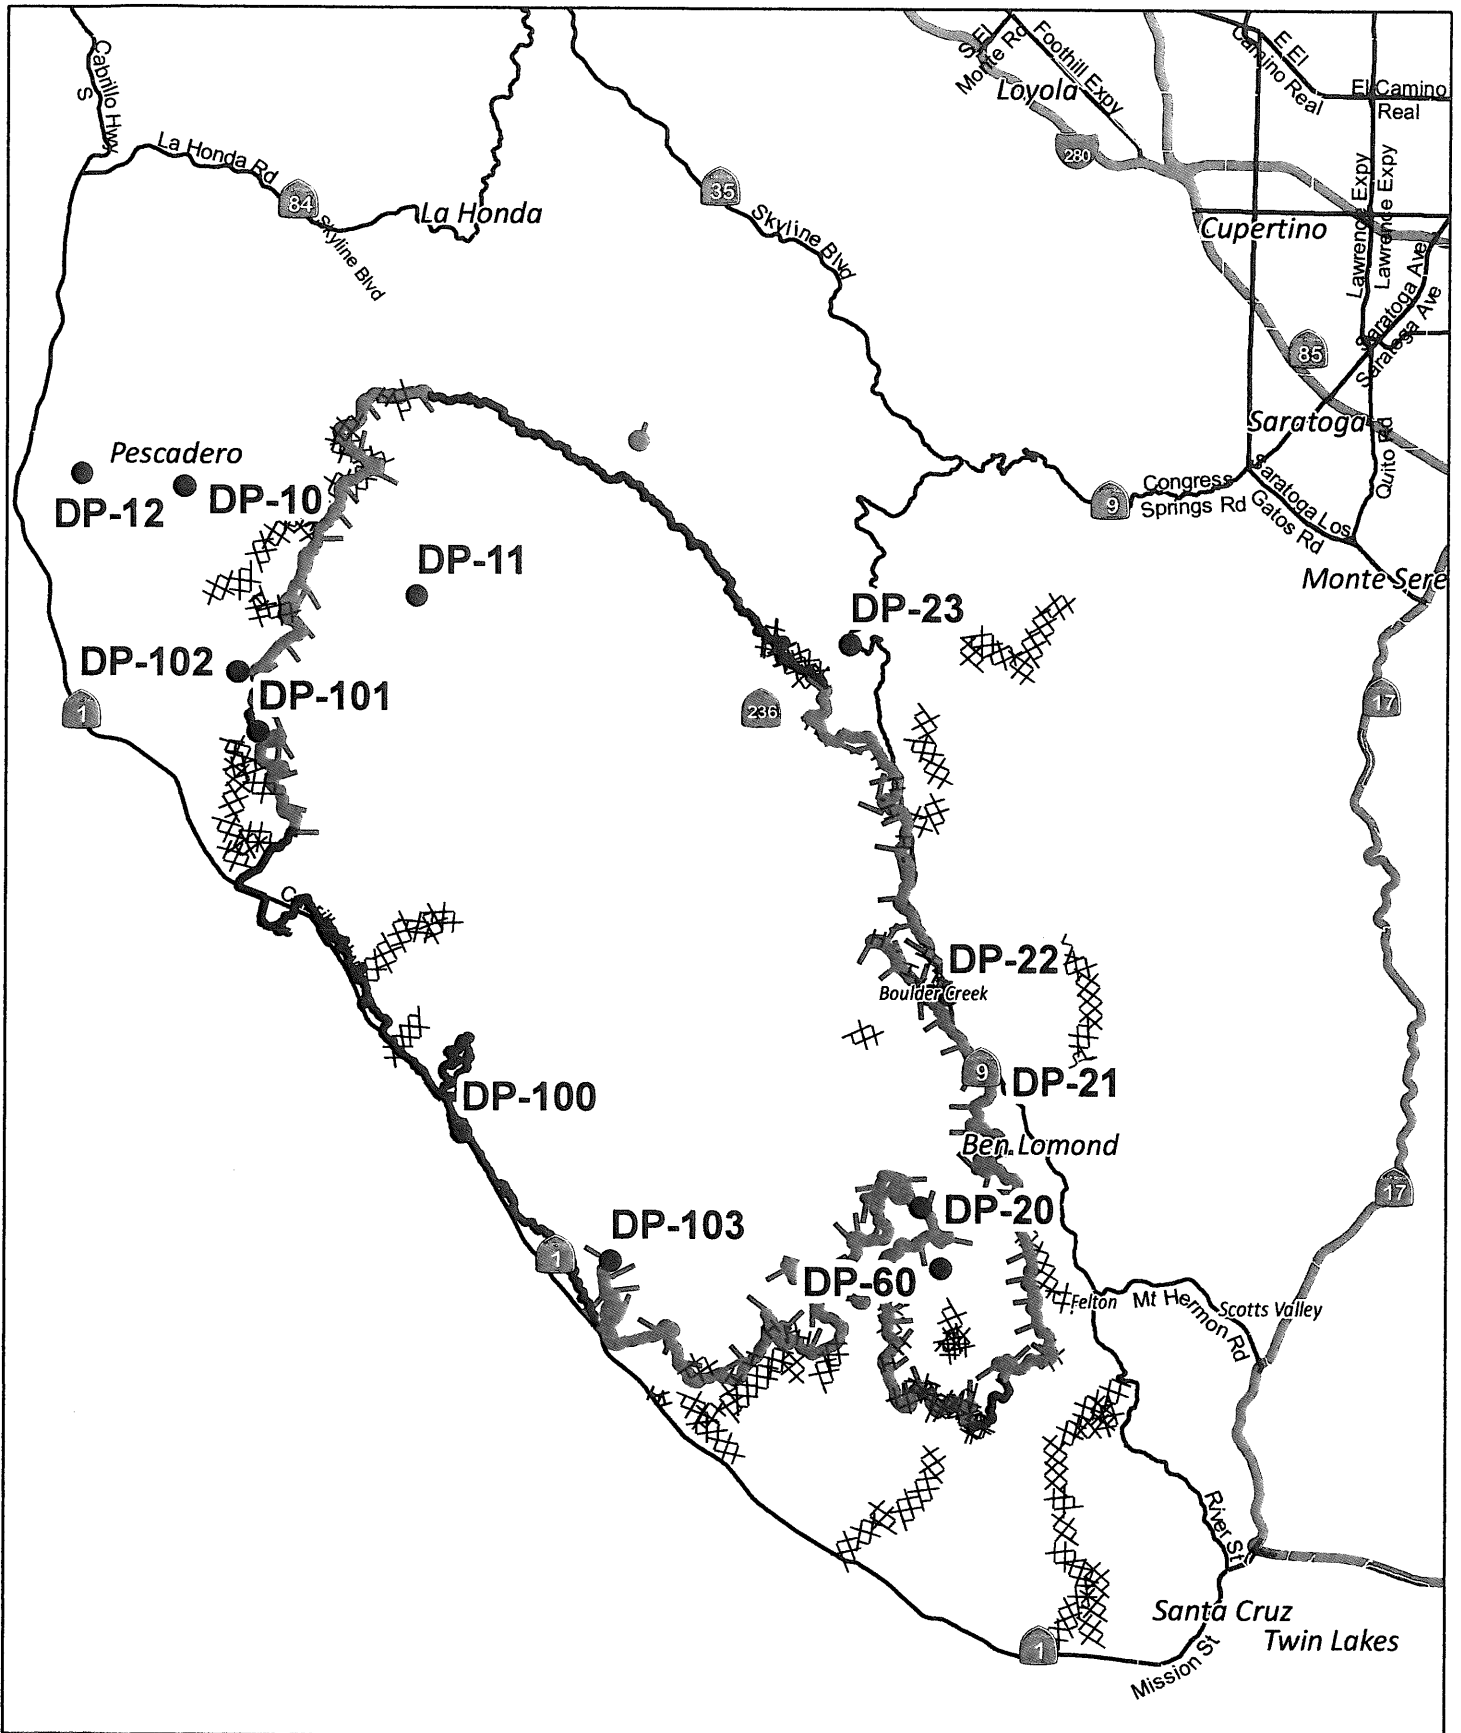 S El
Monte Rd
Foothill Expy
Loyola
E El
Camino Real
El Camino
Real
Cabrillo Hwy
S
La Honda Rd
84
La Honda
Skyline Blvd
35
Skyline Blvd
280
Cupertino
Lawrence Expy
Lawrence Expy
Saratoga Ave
Saratoga Ave
85
Saratoga
Quito Rd
Pescadero
DP-12
DP-10
Congress
Springs Rd
9
Saratoga Los
Gatos Rd
Monte Sere
DP-11
DP-23
DP-102
DP-101
1
236
17
DP-22
Boulder Creek
9
DP-21
DP-100
Ben Lomond
17
DP-20
DP-103
1
DP-60
Felton
Mt Hermon Rd
Scotts Valley
River St
Santa Cruz
Twin Lakes
1
Mission St